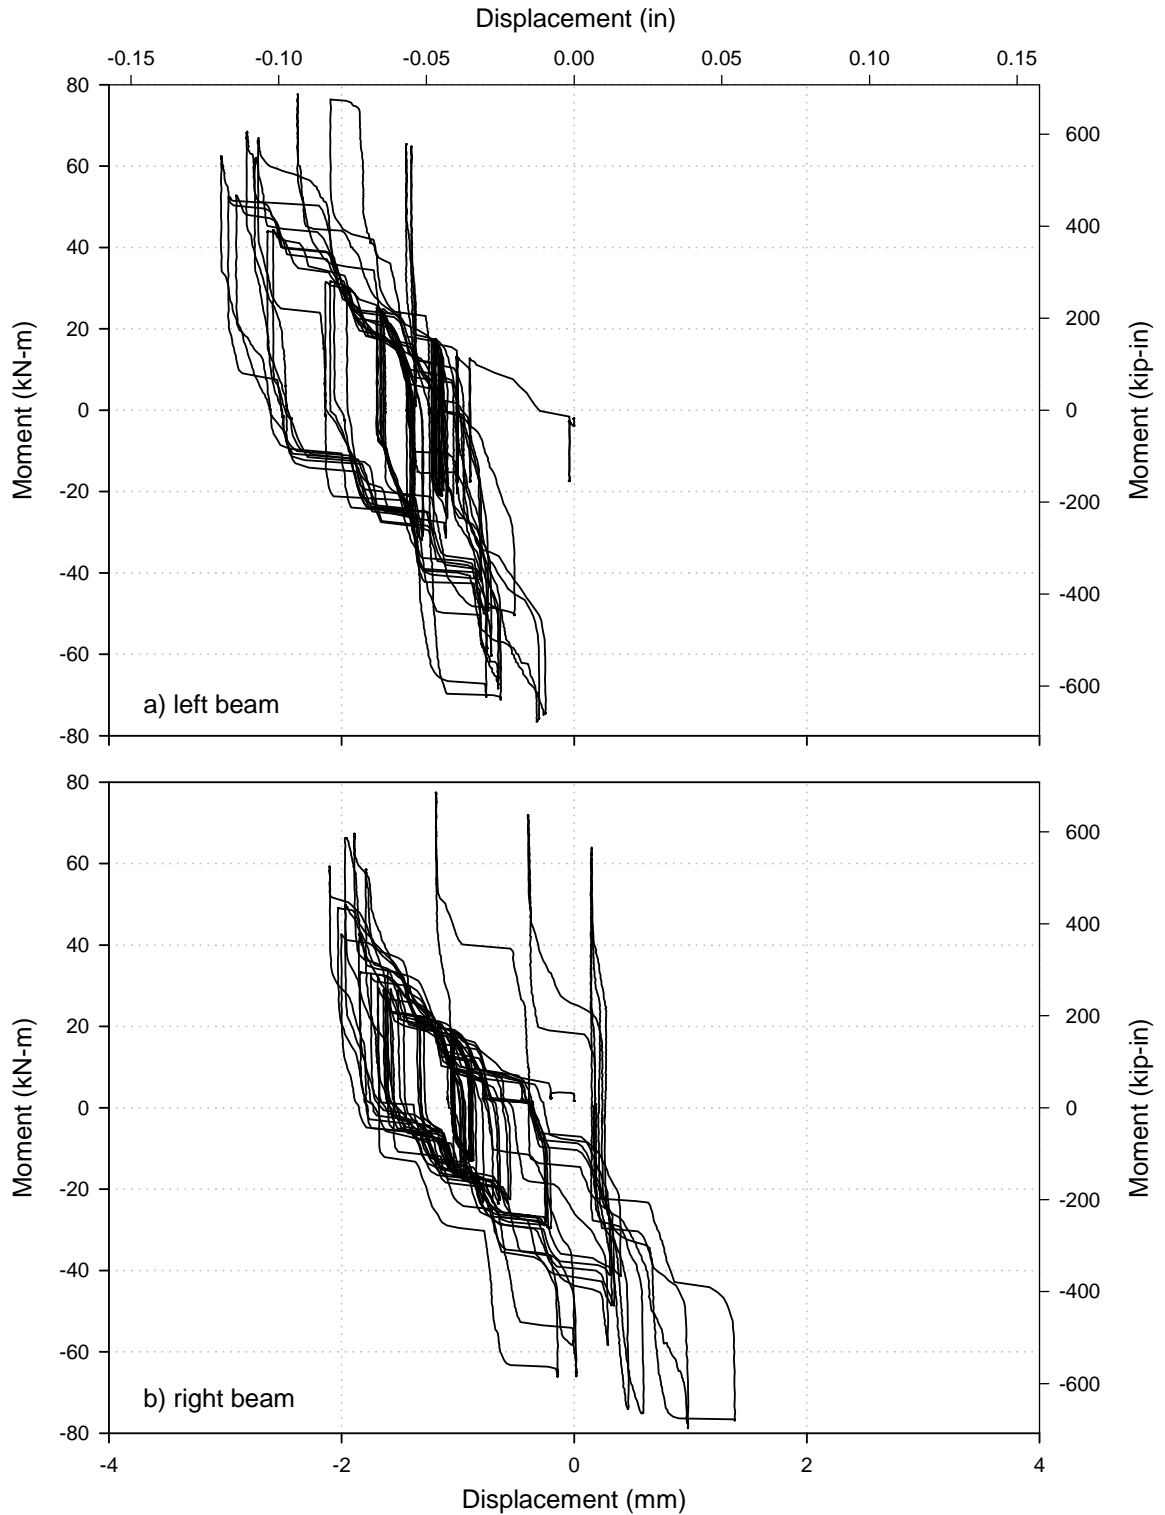 Displacement (in)
-0.15 -0.10 -0.05 0.00 0.05 0.10 0.15
80 60 40 20 0 -20 -40 -60 -80
Moment (kN-m)
600 400 200 0 -200 -400 -600
Moment (kip-in)
a) left beam
80 60 40 20 0 -20 -40 -60 -80
Moment (kN-m)
600 400 200 0 -200 -400 -600
Moment (kip-in)
b) right beam
-4 -2 0 2 4
Displacement (mm)